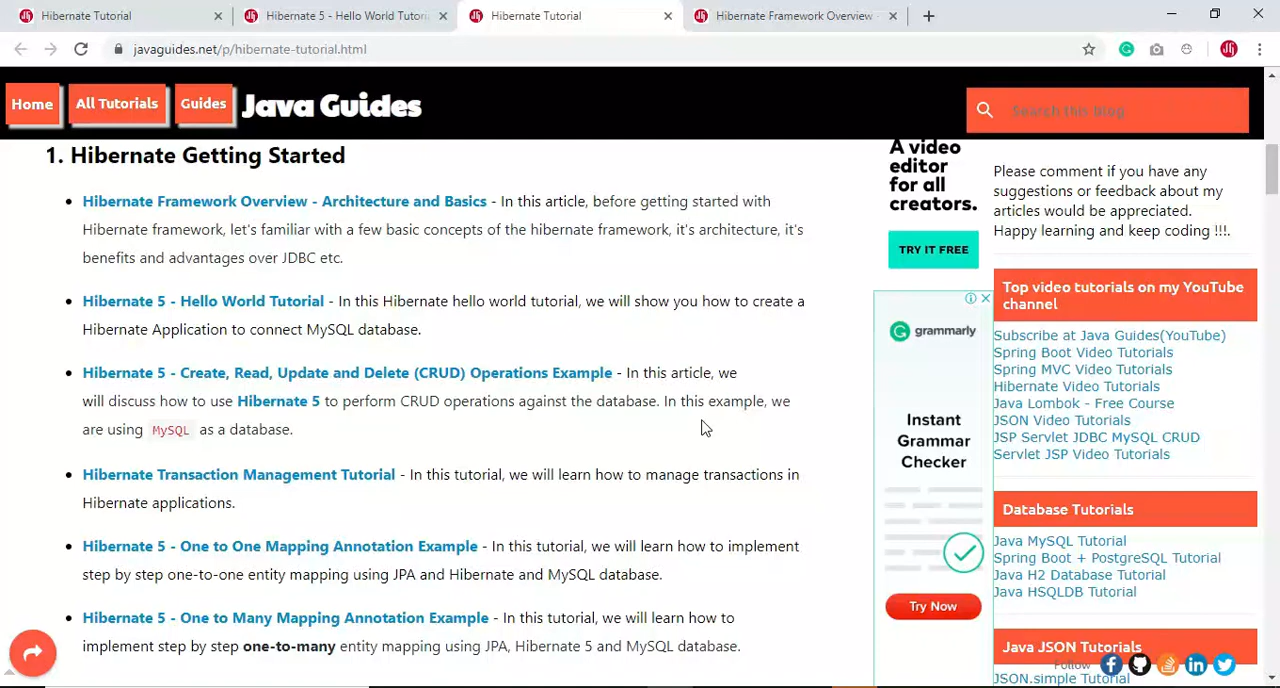 Hibernate Tutorial
Hibernate 5 - Hello World Tutori
Hibernate Tutorial
Hibernate Framework Overview -
javaguides.net/p/hibernate-tutorial.html
Home
All Tutorials
Guides
Java Guides
Search this blog
1. Hibernate Getting Started
Hibernate Framework Overview - Architecture and Basics - In this article, before getting started with
Hibernate framework, let's familiar with a few basic concepts of the hibernate framework, it's architecture, it's
benefits and advantages over JDBC etc.
Hibernate 5 - Hello World Tutorial - In this Hibernate hello world tutorial, we will show you how to create a
Hibernate Application to connect MySQL database.
Hibernate 5 - Create, Read, Update and Delete (CRUD) Operations Example - In this article, we
will discuss how to use Hibernate 5 to perform CRUD operations against the database. In this example, we
are using MySQL as a database.
Hibernate Transaction Management Tutorial - In this tutorial, we will learn how to manage transactions in
Hibernate applications.
Hibernate 5 - One to One Mapping Annotation Example - In this tutorial, we will learn how to implement
step by step one-to-one entity mapping using JPA and Hibernate and MySQL database.
Hibernate 5 - One to Many Mapping Annotation Example - In this tutorial, we will learn how to
implement step by step one-to-many entity mapping using JPA, Hibernate 5 and MySQL database.
A video
editor
for all
creators.
TRY IT FREE
grammarly
Instant
Grammar
Checker
Try Now
Please comment if you have any
suggestions or feedback about my
articles would be appreciated.
Happy learning and keep coding !!!.
Top video tutorials on my YouTube
channel
Subscribe at Java Guides(YouTube)
Spring Boot Video Tutorials
Spring MVC Video Tutorials
Hibernate Video Tutorials
Java Lombok - Free Course
JSON Video Tutorials
JSP Servlet JDBC MySQL CRUD
Servlet JSP Video Tutorials
Database Tutorials
Java MySQL Tutorial
Spring Boot + PostgreSQL Tutorial
Java H2 Database Tutorial
Java HSQLDB Tutorial
Java JSON Tutorials
Follow
JSON.simple Tutorial